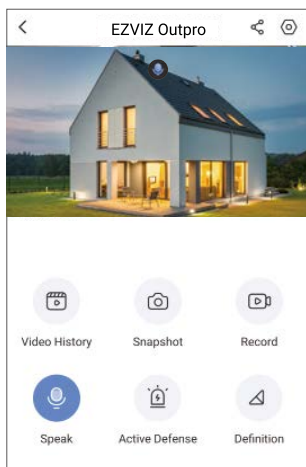 EZVIZ Outpro
Video History
Snapshot
Record
Speak
Active Defense
Definition